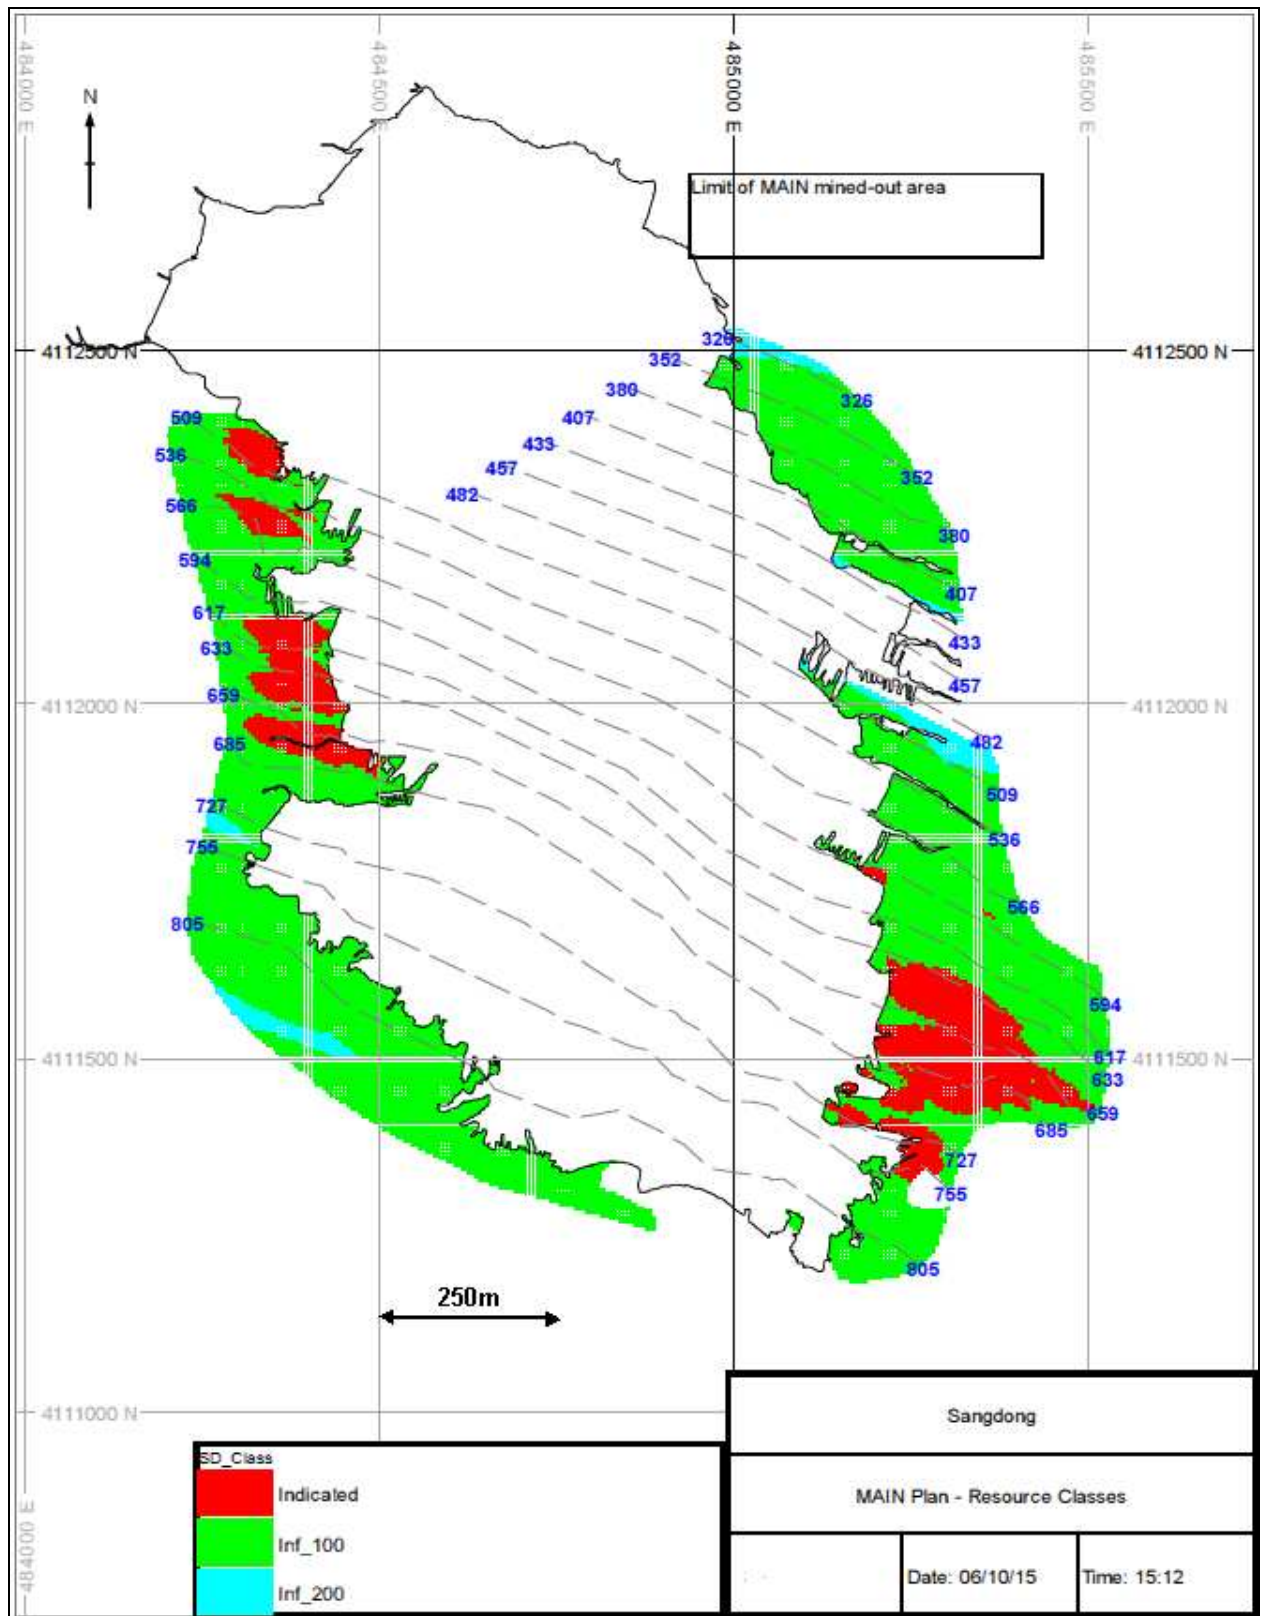 484000 E
484500 E
485000 E
485500 E
N
Limit of MAIN mined-out area
4112500 N
4112500 N
326
352
380
407
433
457
482
326
352
380
407
433
457
482
509
536
566
594
617
633
659
685
727
755
805
509
536
566
594
617
633
659
685
727
755
805
4112000 N
4112000 N
4111500 N
4111500 N
250m
4111000 N
484000 E
SD_Class
Indicated
Inf_100
Inf_200
Sangdong
MAIN Plan - Resource Classes
Date: 06/10/15
Time: 15:12